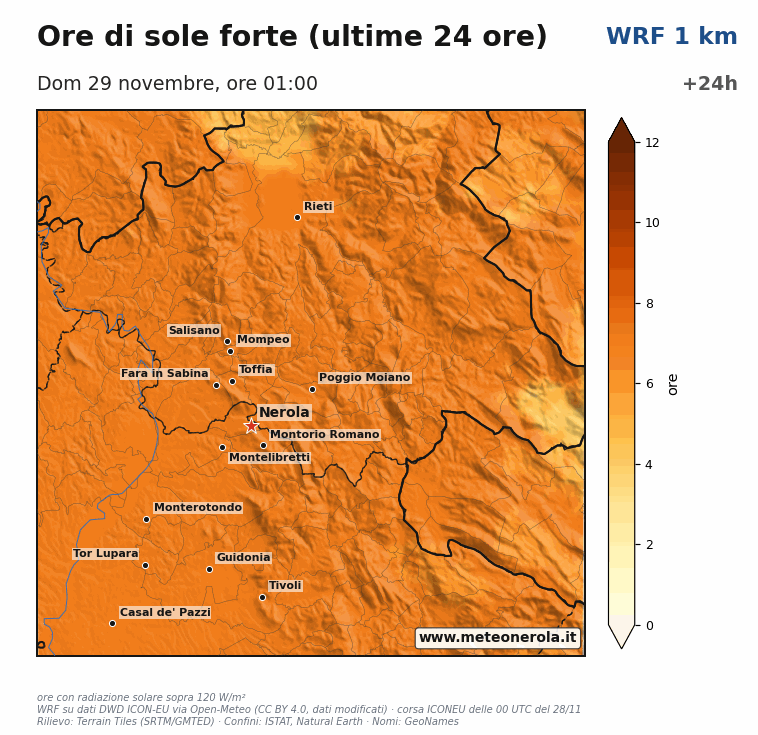 Ore di sole forte (ultime 24 ore)
WRF 1 km
Dom 29 novembre, ore 01:00
+24h
Rieti
Salisano
Mompeo
Fara in Sabina
Toffia
Poggio Moiano
Nerola
Montorio Romano
Montelibretti
Monterotondo
Tor Lupara
Guidonia
Tivoli
Casal de' Pazzi
www.meteonerola.it
12
10
8
6
4
2
0
ore
ore con radiazione solare sopra 120 W/m²
WRF su dati DWD ICON-EU via Open-Meteo (CC BY 4.0, dati modificati) · corsa ICONEU delle 00 UTC del 28/11
Rilievo: Terrain Tiles (SRTM/GMTED) · Confini: ISTAT, Natural Earth · Nomi: GeoNames